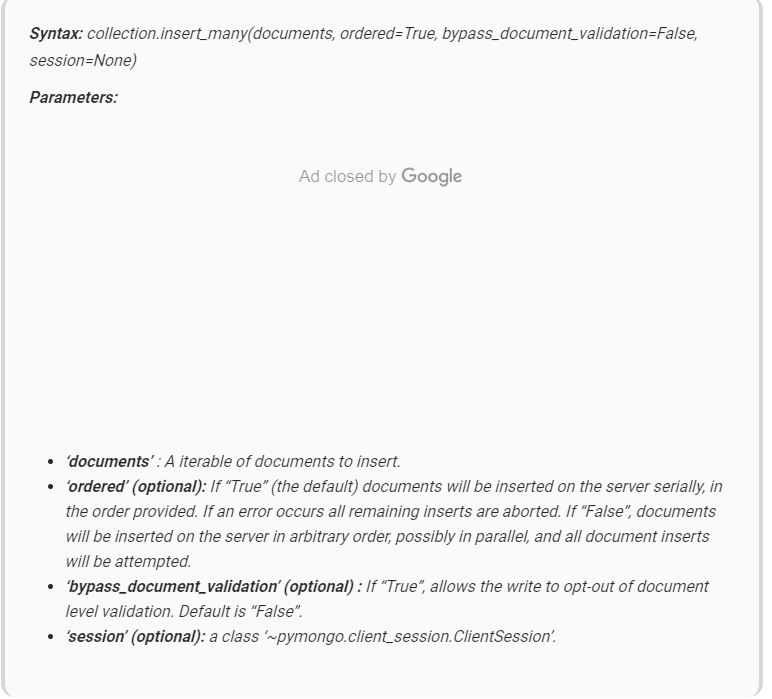 Syntax: collection.insert_many(documents, ordered=True, bypass_document_validation=False,
session=None)
Parameters:
Ad closed by Google
• ‘documents’ : A iterable of documents to insert.
• ‘ordered’ (optional): If “True” (the default) documents will be inserted on the server serially, in
the order provided. If an error occurs all remaining inserts are aborted. If “False”, documents
will be inserted on the server in arbitrary order, possibly in parallel, and all document inserts
will be attempted.
• ‘bypass_document_validation’ (optional) : If “True”, allows the write to opt-out of document
level validation. Default is “False”.
• ‘session’ (optional): a class ‘~pymongo.client_session.ClientSession’.